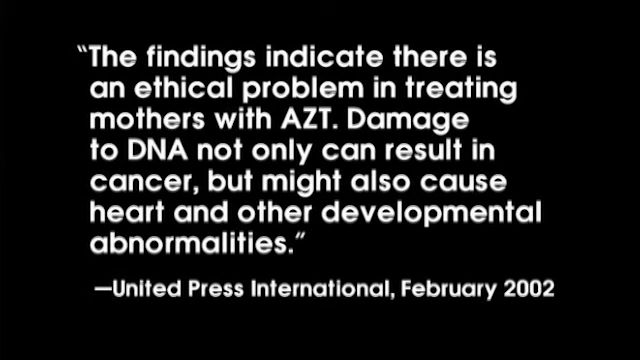 “The findings indicate there is
an ethical problem in treating
mothers with AZT. Damage
to DNA not only can result in
cancer, but might also cause
heart and other developmental
abnormalities.”
—United Press International, February 2002